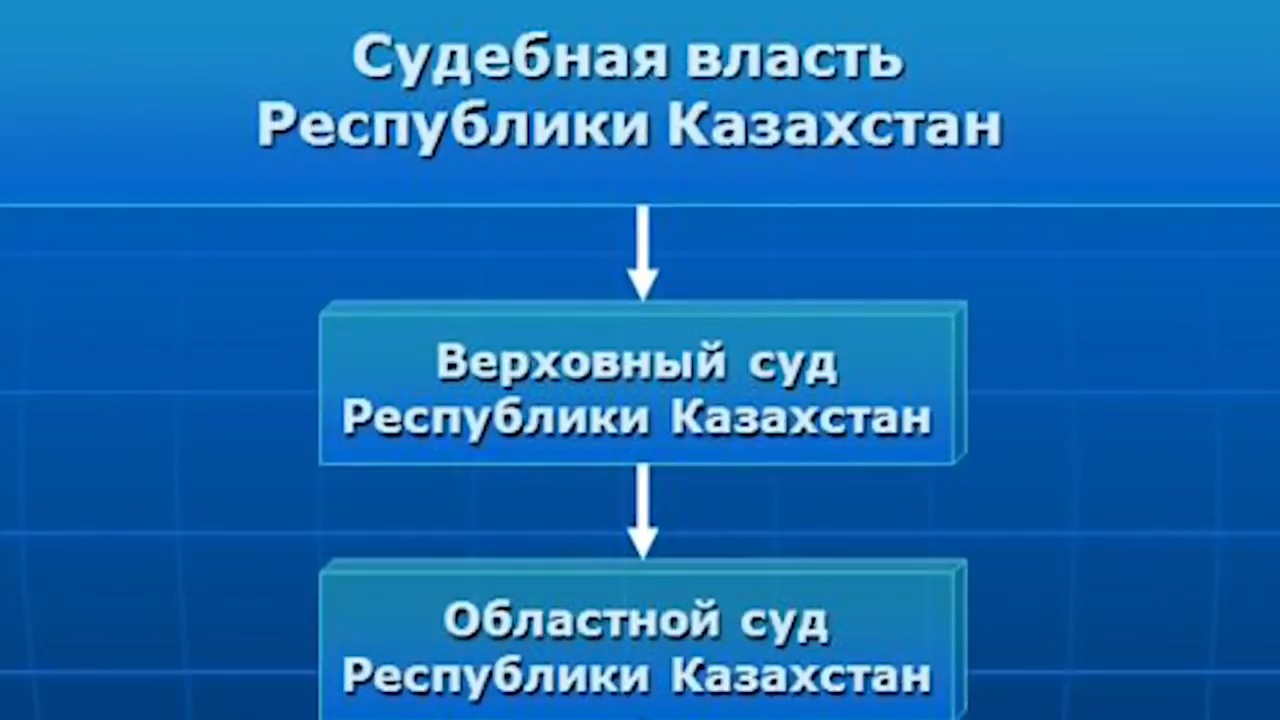 Судебная власть
Республики Казахстан
Верховный суд
Республики Казахстан
Областной суд
Республики Казахстан